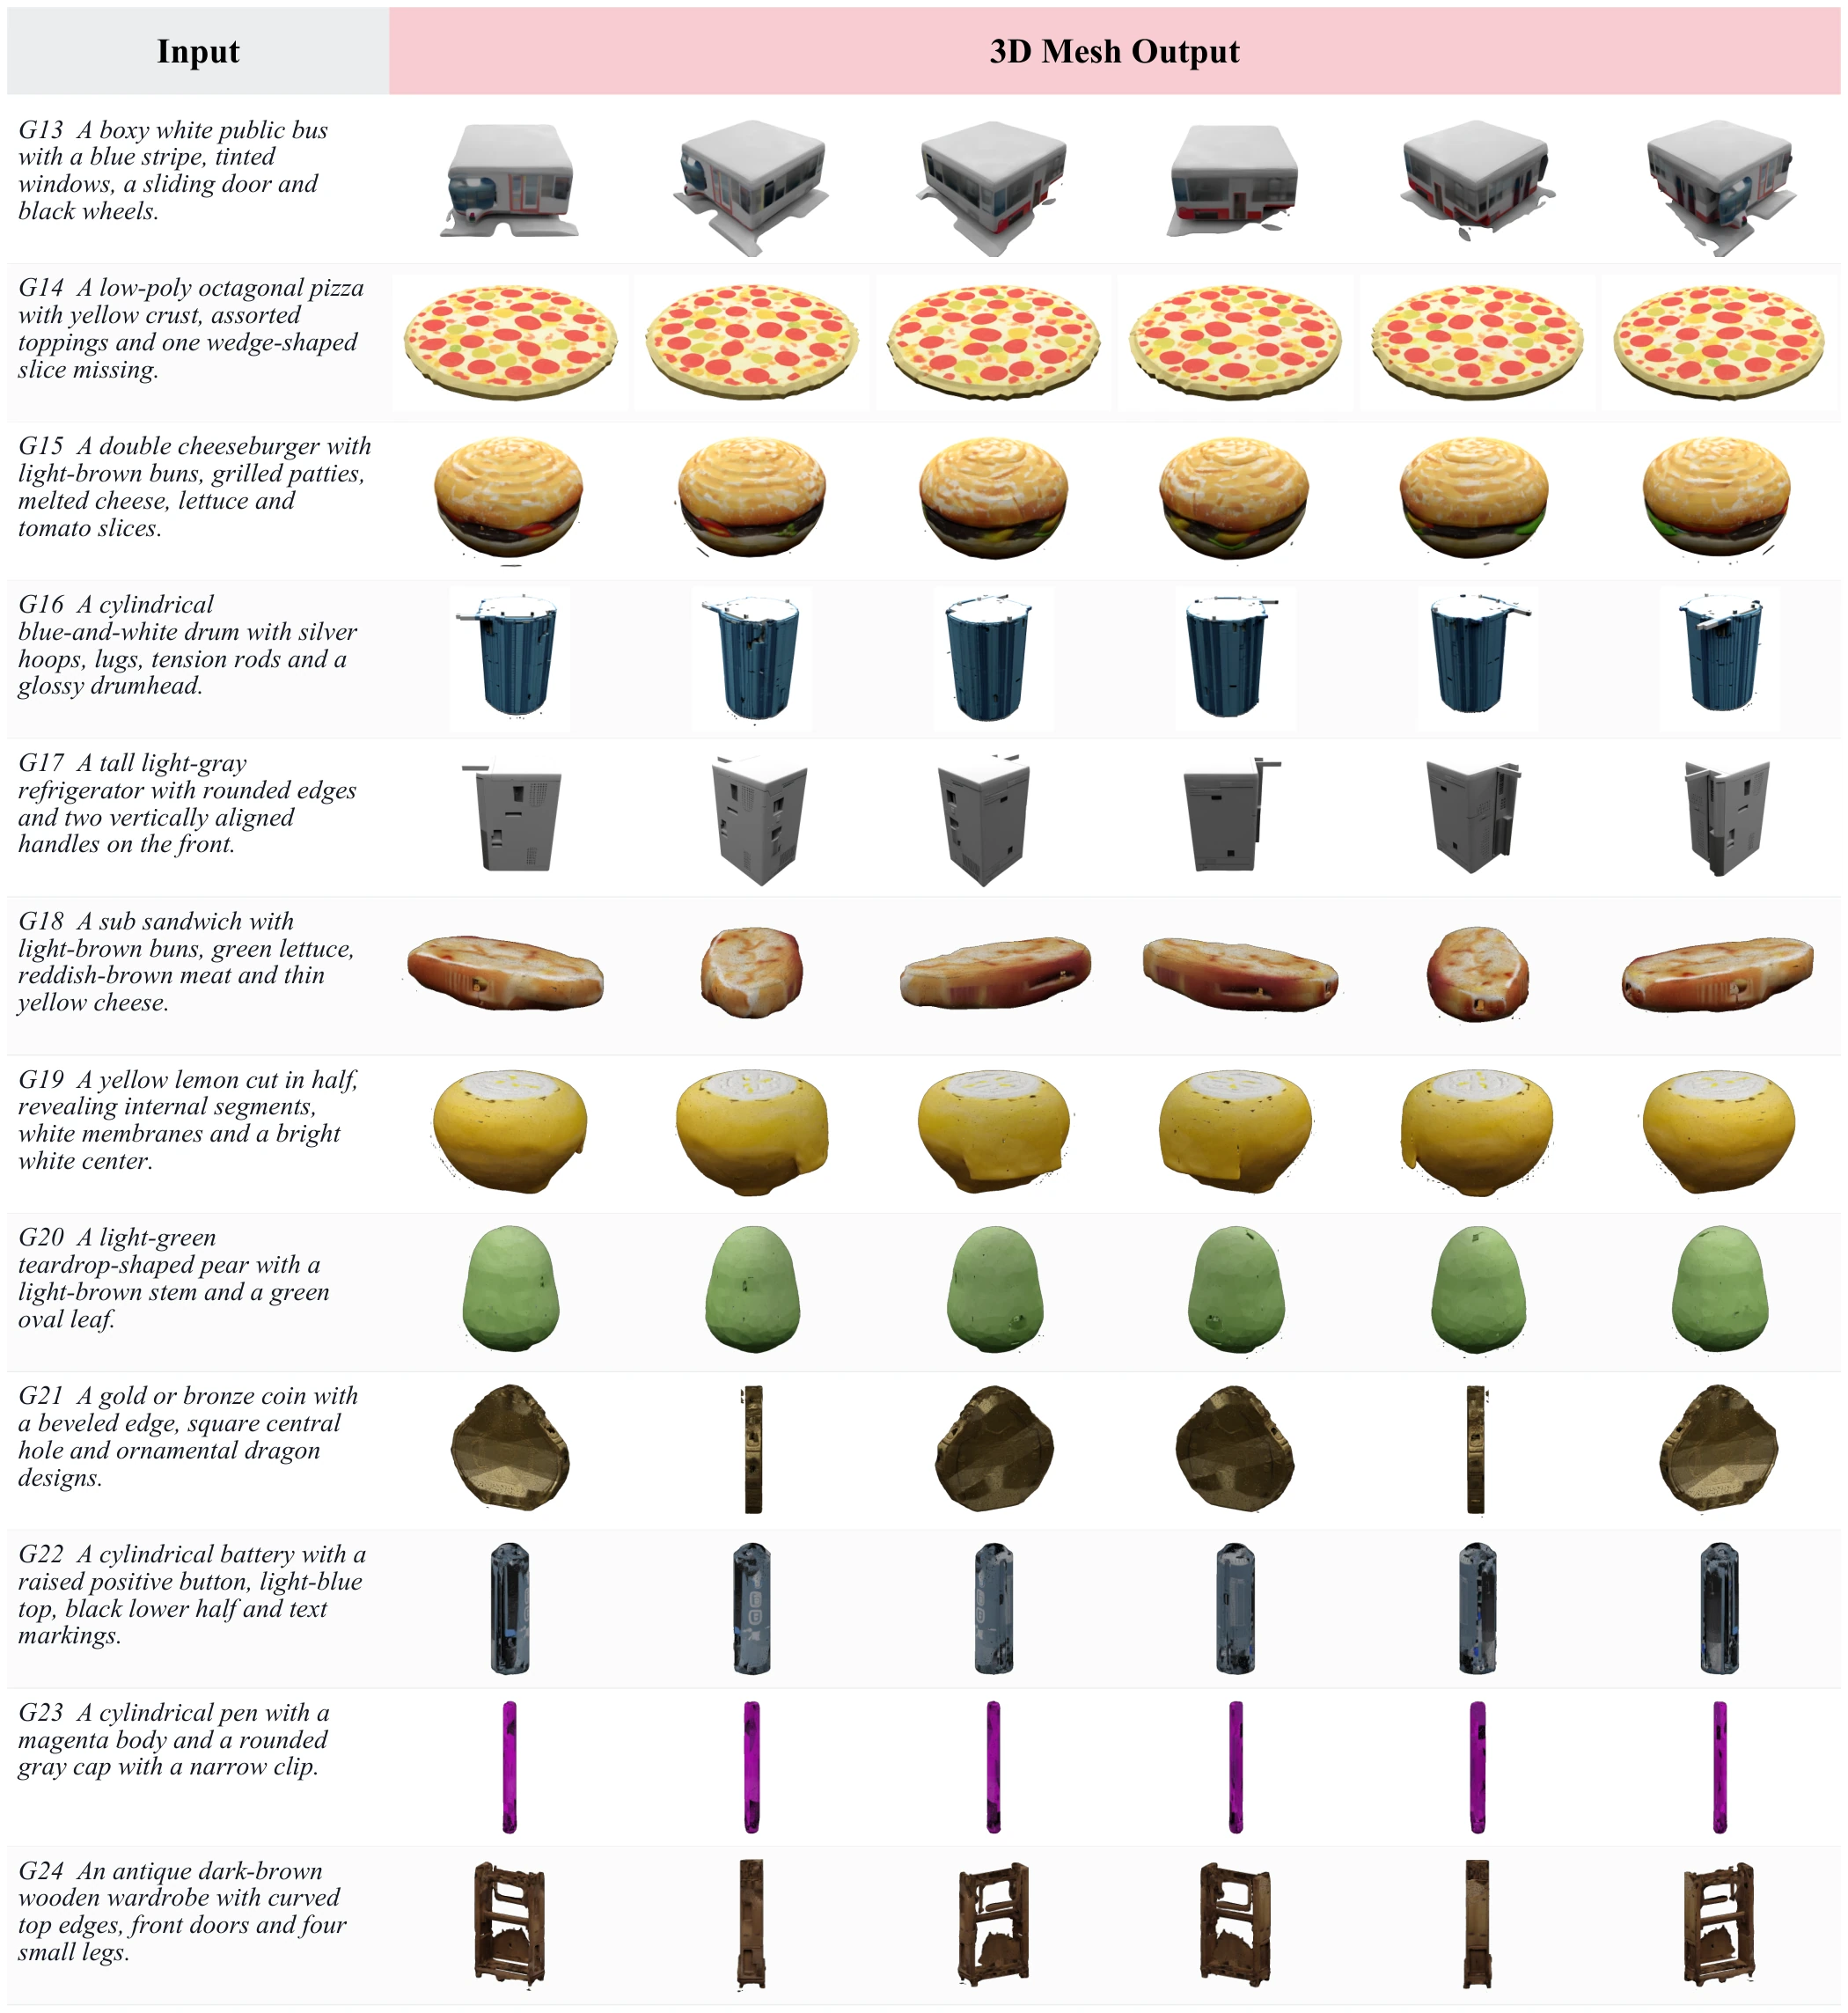 Input
3D Mesh Output
G13 A boxy white public bus
with a blue stripe, tinted
windows, a sliding door and
black wheels.
G14 A low-poly octagonal pizza
with yellow crust, assorted
toppings and one wedge-shaped
slice missing.
G15 A double cheeseburger with
light-brown buns, grilled patties,
melted cheese, lettuce and
tomato slices.
G16 A cylindrical
blue-and-white drum with silver
hoops, lugs, tension rods and a
glossy drumhead.
G17 A tall light-gray
refrigerator with rounded edges
and two vertically aligned
handles on the front.
G18 A sub sandwich with
light-brown buns, green lettuce,
reddish-brown meat and thin
yellow cheese.
G19 A yellow lemon cut in half,
revealing internal segments,
white membranes and a bright
white center.
G20 A light-green
teardrop-shaped pear with a
light-brown stem and a green
oval leaf.
G21 A gold or bronze coin with
a beveled edge, square central
hole and ornamental dragon
designs.
G22 A cylindrical battery with a
raised positive button, light-blue
top, black lower half and text
markings.
G23 A cylindrical pen with a
magenta body and a rounded
gray cap with a narrow clip.
G24 An antique dark-brown
wooden wardrobe with curved
top edges, front doors and four
small legs.